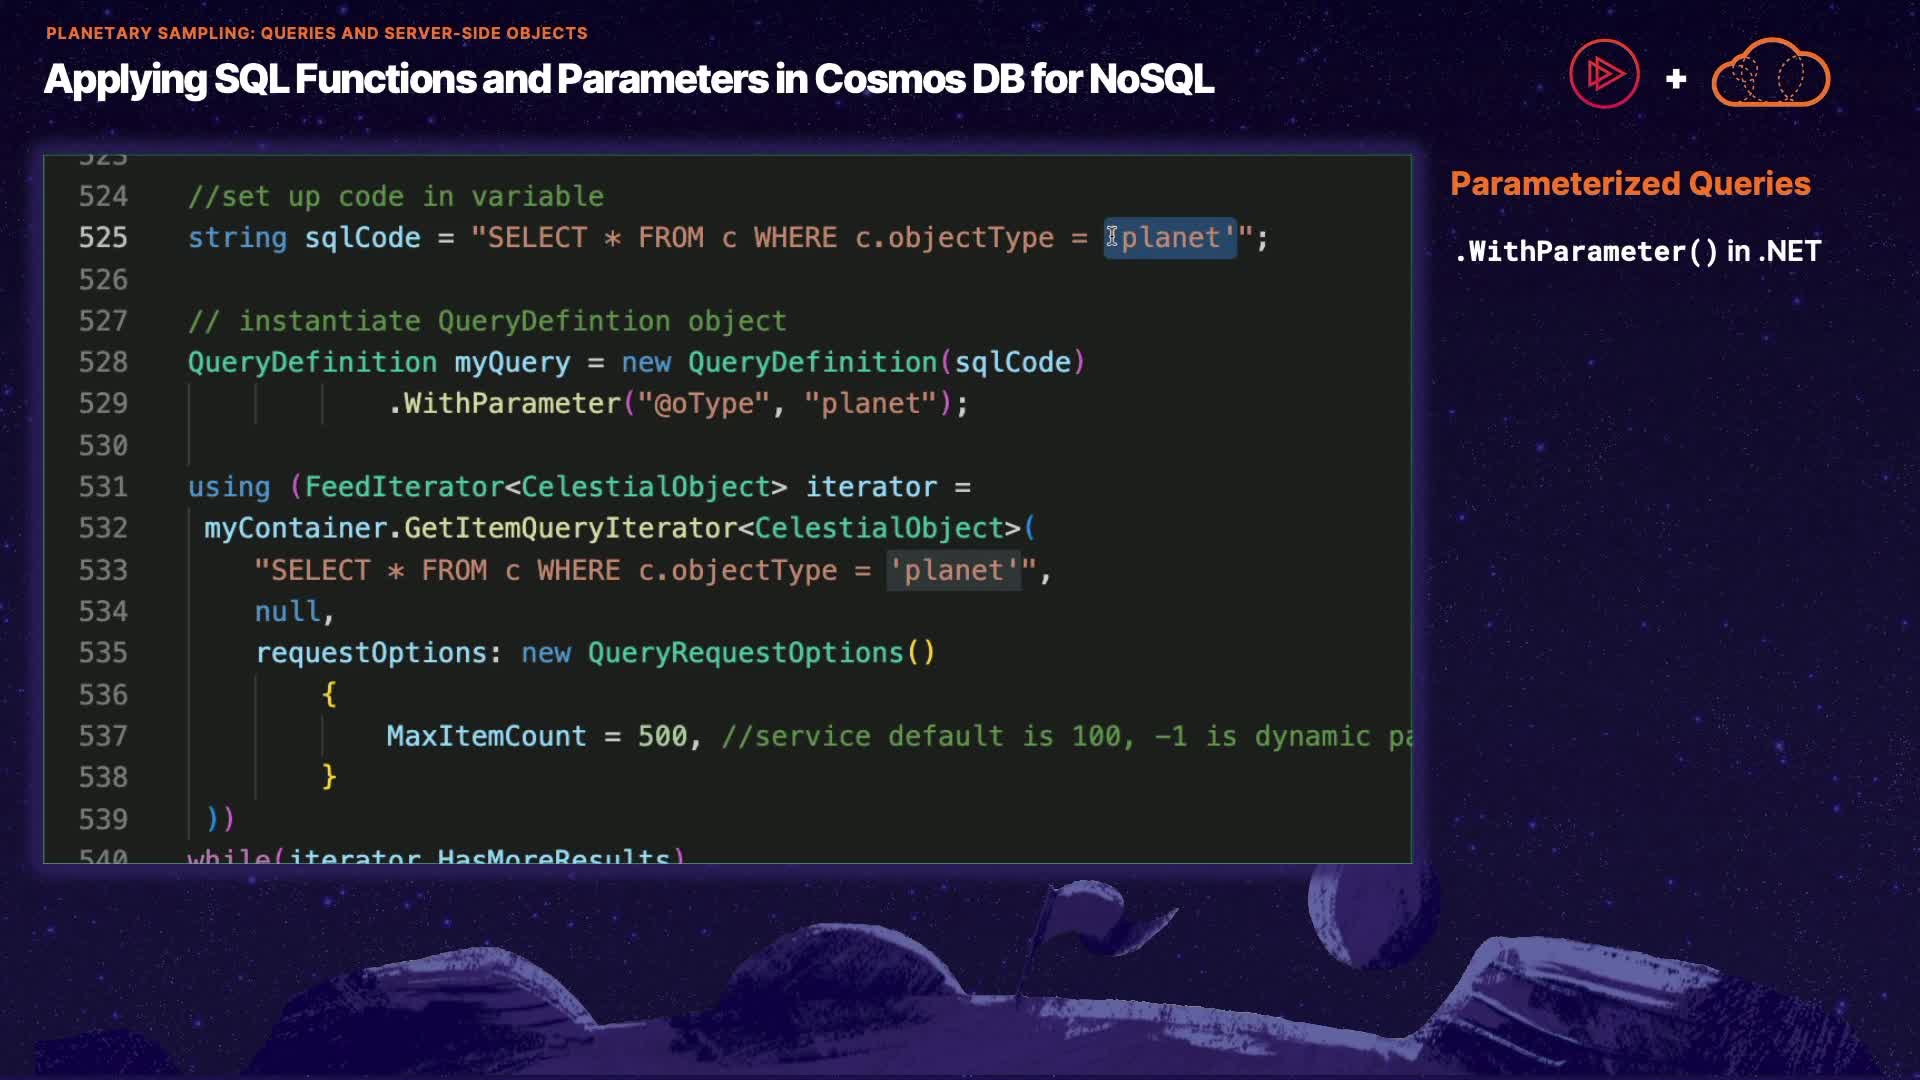 PLANETARY SAMPLING: QUERIES AND SERVER-SIDE OBJECTS
Applying SQL Functions and Parameters in Cosmos DB for NoSQL
+
Parameterized Queries
.WithParameter() in .NET
523
524 //set up code in variable
525 string sqlCode = "SELECT * FROM c WHERE c.objectType = 'planet'";
526
527 // instantiate QueryDefintion object
528 QueryDefinition myQuery = new QueryDefinition(sqlCode)
529 .WithParameter("@oType", "planet");
530
531 using (FeedIterator<CelestialObject> iterator =
532 myContainer.GetItemQueryIterator<CelestialObject>(
533 "SELECT * FROM c WHERE c.objectType = 'planet'",
534 null,
535 requestOptions: new QueryRequestOptions()
536 {
537 MaxItemCount = 500, //service default is 100, -1 is dynamic pa
538 }
539 ))
540 while(iterator.HasMoreResults)